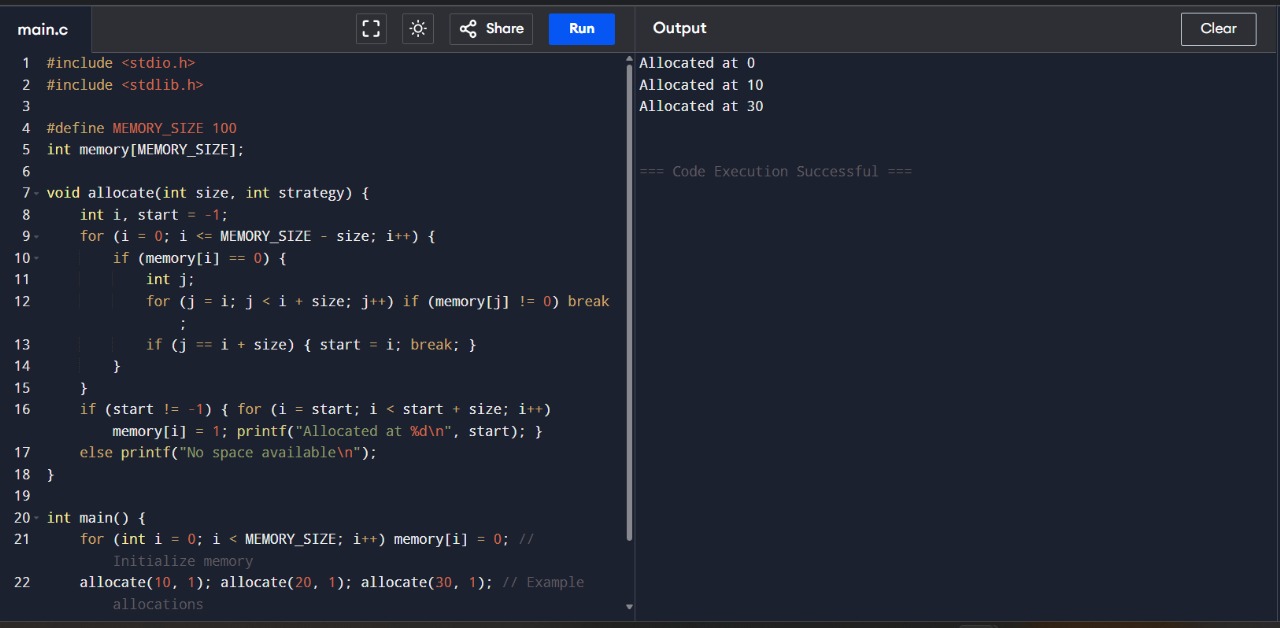 main.c
Share
Run
Output
Clear
1 #include <stdio.h>
2 #include <stdlib.h>
3
4 #define MEMORY_SIZE 100
5 int memory[MEMORY_SIZE];
6
7 void allocate(int size, int strategy) {
8     int i, start = -1;
9     for (i = 0; i <= MEMORY_SIZE - size; i++) {
10         if (memory[i] == 0) {
11             int j;
12             for (j = i; j < i + size; j++) if (memory[j] != 0) break
;
13             if (j == i + size) { start = i; break; }
14         }
15     }
16     if (start != -1) { for (i = start; i < start + size; i++)
memory[i] = 1; printf("Allocated at %d\n", start); }
17     else printf("No space available\n");
18 }
19
20 int main() {
21     for (int i = 0; i < MEMORY_SIZE; i++) memory[i] = 0; //
Initialize memory
22     allocate(10, 1); allocate(20, 1); allocate(30, 1); // Example
allocations
Allocated at 0
Allocated at 10
Allocated at 30
=== Code Execution Successful ===